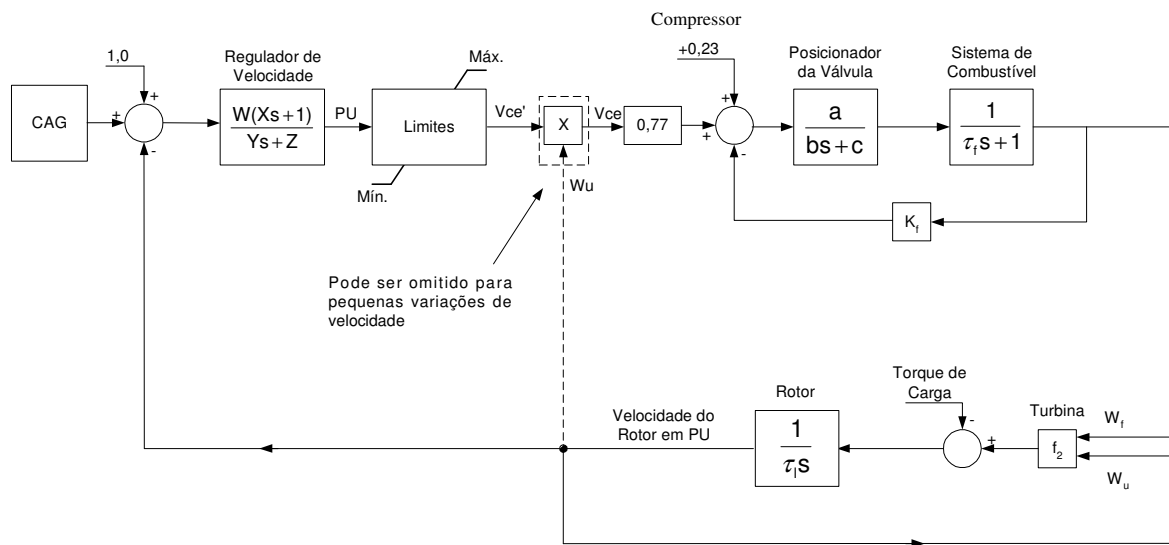 Compressor
1,0
Regulador de
Velocidade
Máx.
+0,23
Posicionador
da Válvula
Sistema de
Combustível
CAG
+
+
-
W(Xs+1)
Ys+Z
PU
Limites
Vce'
X
Vce
0,77
+
+
-
a
bs+c
1
τfs+1
Mín.
Wu
Kf
Pode ser omitido para
pequenas variações de
velocidade
Torque de
Carga
Rotor
Turbina
Velocidade do
Rotor em PU
1
τls
-
+
f2
Wf
Wu